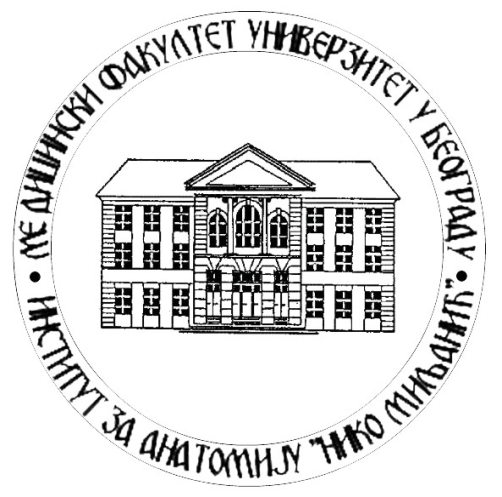 МЕДИЦИНСКИ ФАКУЛТЕТ УНИВЕРЗИТЕТ У БЕОГРАДУ •
ИНСТИТУТ ЗА АНАТОМИЈУ "НИКО МИЉАНИЋ" •